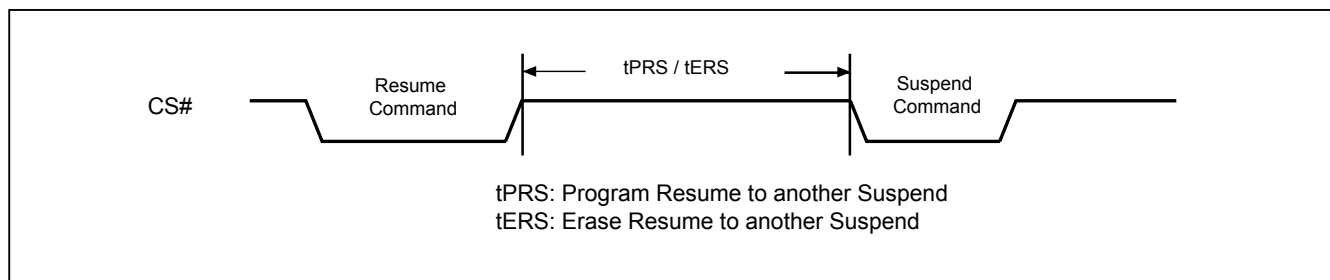 tPRS / tERS
Resume
Command
Suspend
Command
CS#
tPRS: Program Resume to another Suspend
tERS: Erase Resume to another Suspend